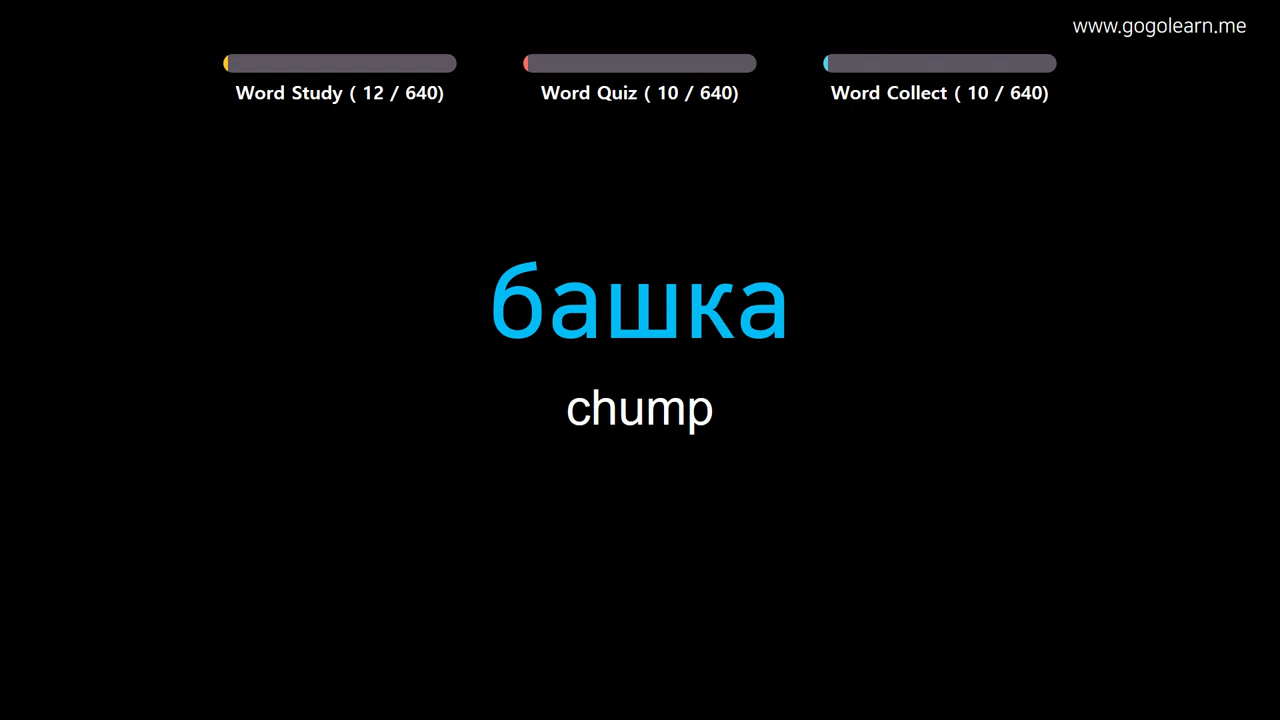 www.gogolearn.me
Word Study ( 12 / 640)
Word Quiz ( 10 / 640)
Word Collect ( 10 / 640)
башка
chump